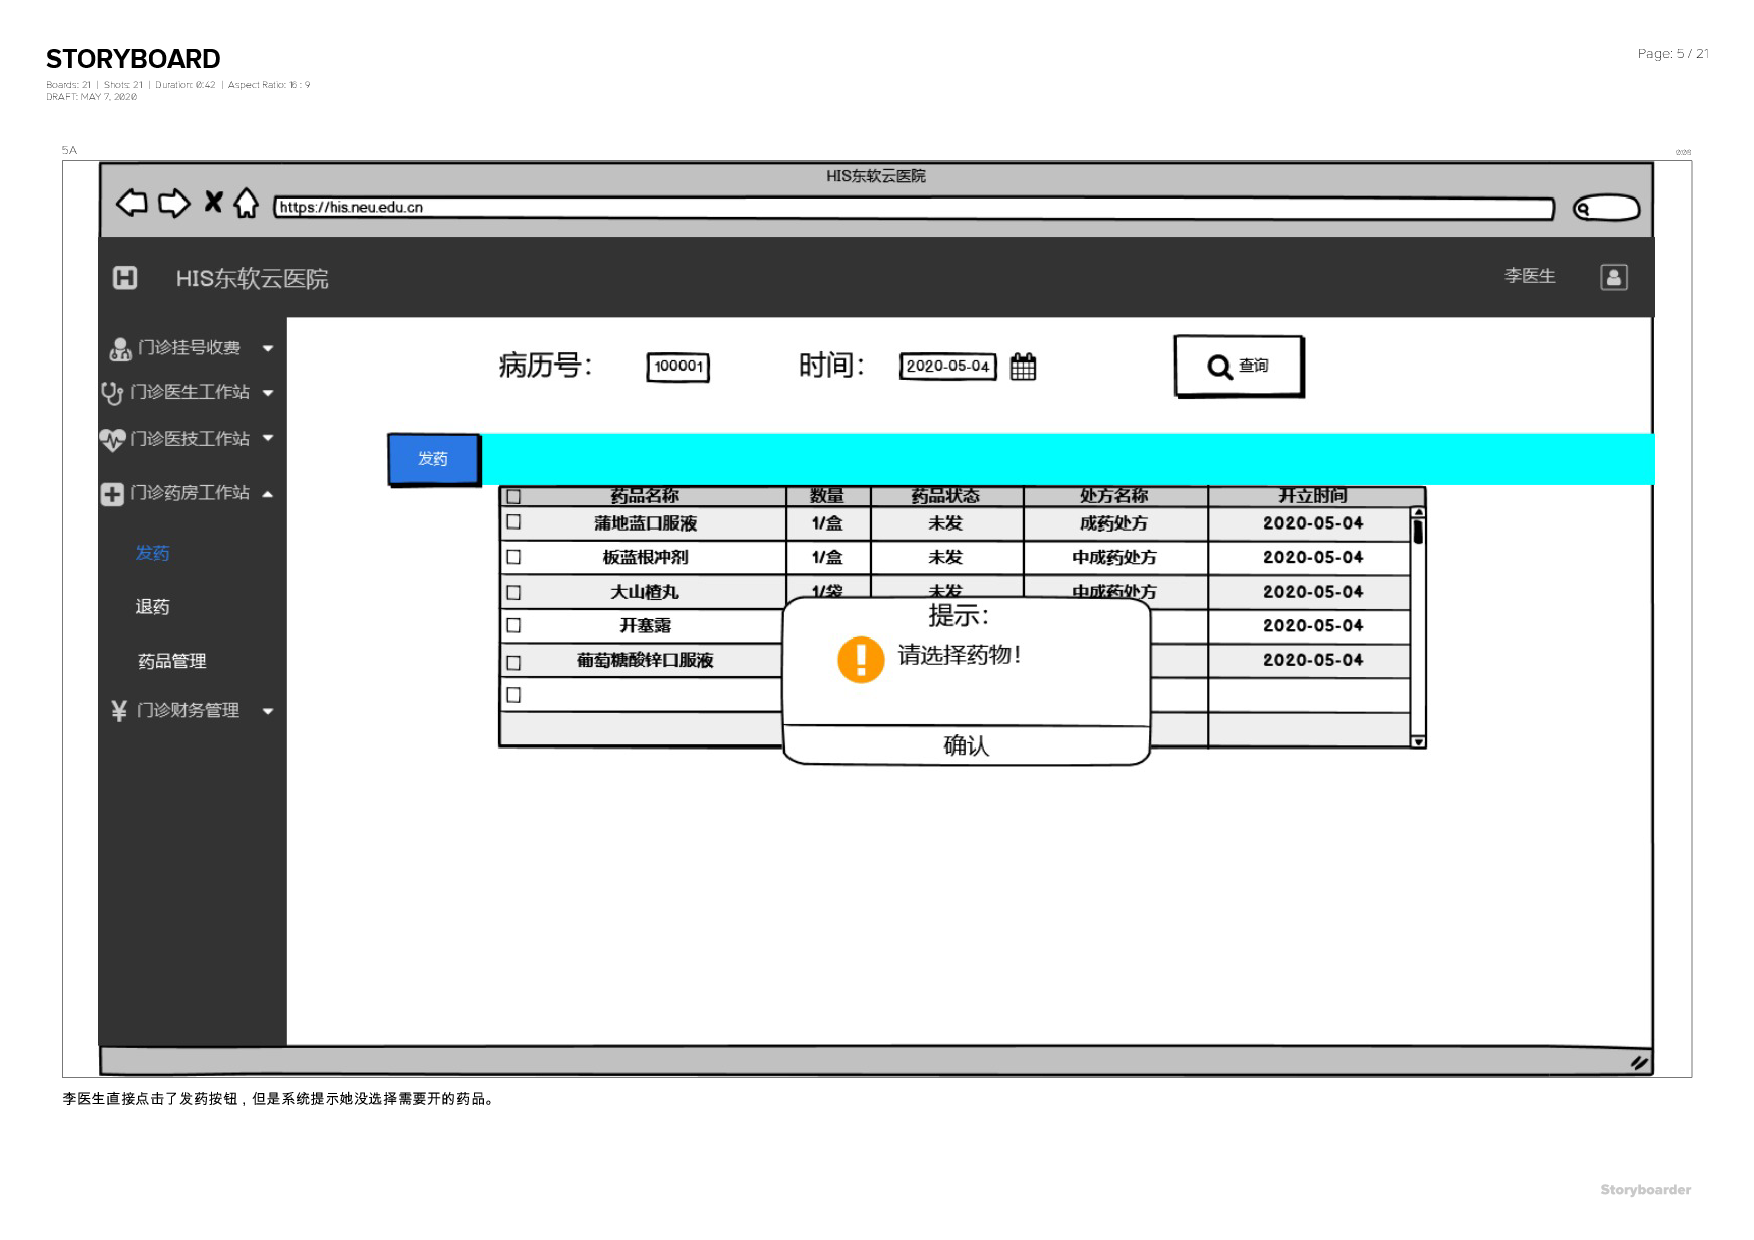 STORYBOARD
Page: 5 / 21
Boards: 21 | Shots: 21 | Duration: 0:42 | Aspect Ratio: 16 : 9
DRAFT: MAY 7, 2020
5A
HIS东软云医院
https://his.neu.edu.cn
HIS东软云医院
李医生
门诊挂号收费
门诊医生工作站
门诊医技工作站
门诊药房工作站
发药
退药
药品管理
门诊财务管理
病历号: 100001 时间: 2020-05-04 查询
发药
药品名称 数量 药品状态 处方名称 开立时间
蒲地蓝口服液 1/盒 未发 成药处方 2020-05-04
板蓝根冲剂 1/盒 未发 中成药处方 2020-05-04
大山楂丸 1/袋 未发 中成药处方 2020-05-04
开塞露 2020-05-04
葡萄糖酸锌口服液 2020-05-04
提示:
请选择药物!
确认
李医生直接点击了发药按钮，但是系统提示她没选择需要开的药品。
Storyboarder